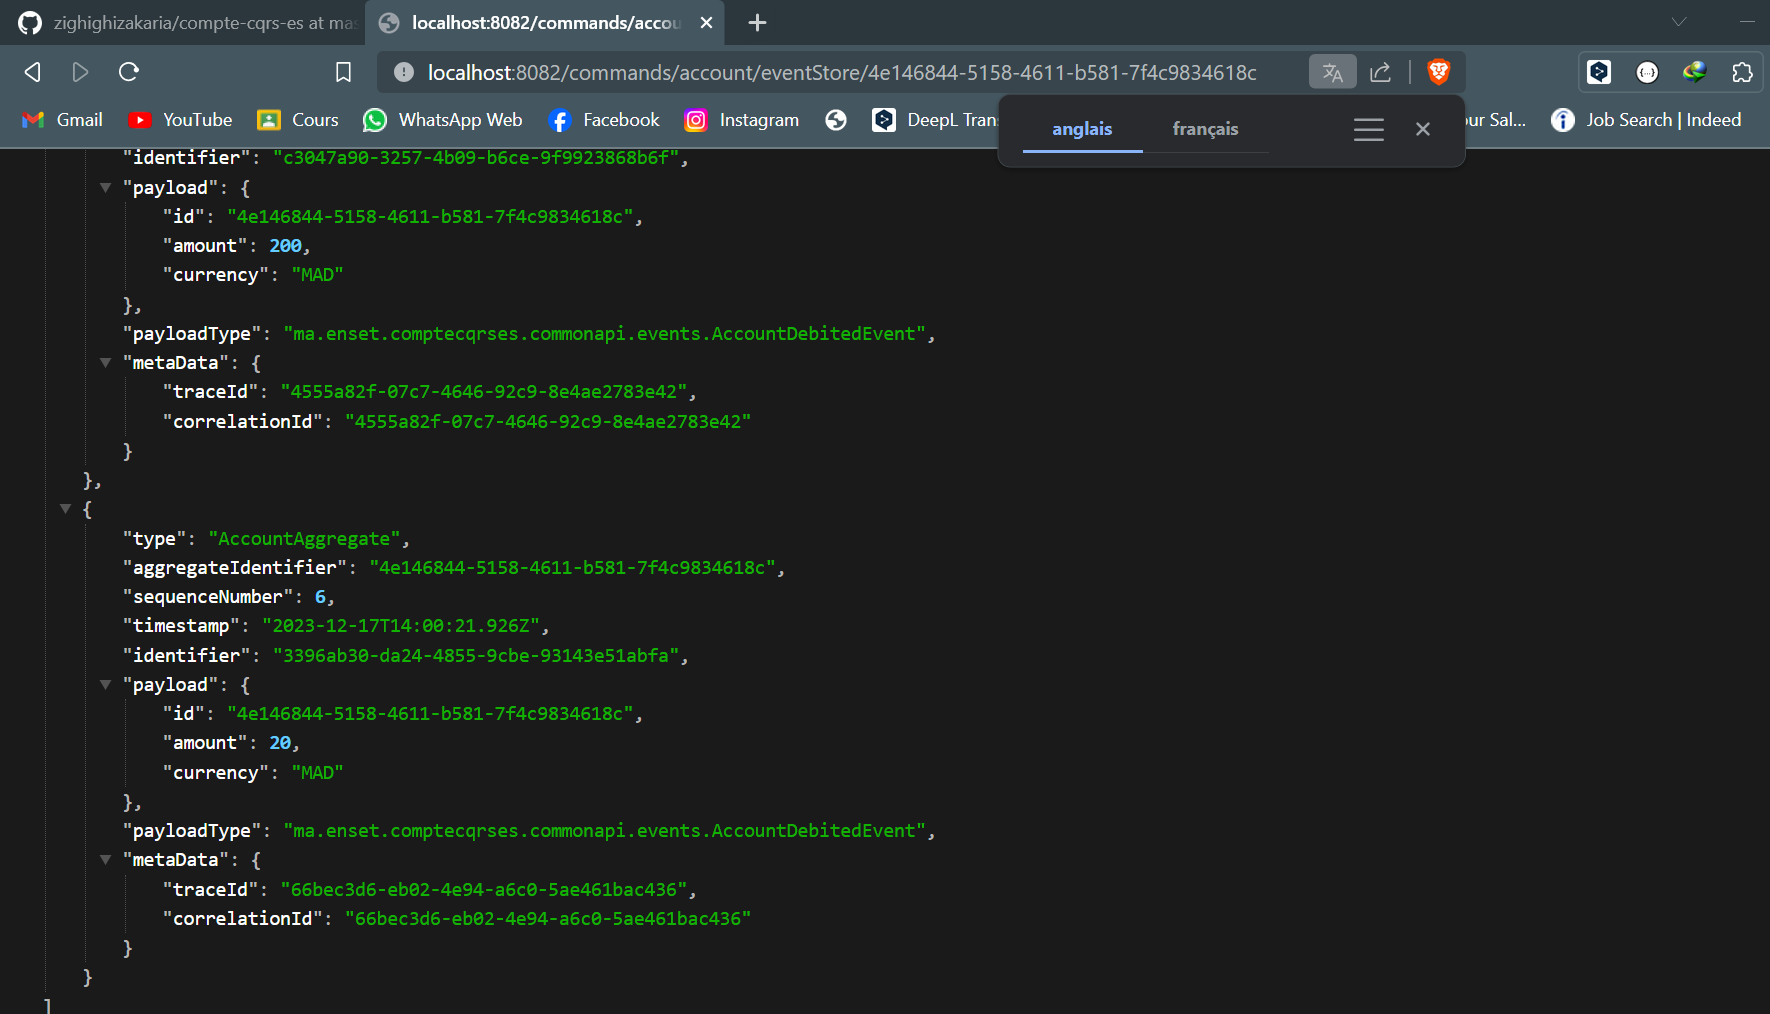 zighighizakaria/compte-cqrs-es at mas
localhost:8082/commands/accou
localhost:8082/commands/account/eventStore/4e146844-5158-4611-b581-7f4c9834618c
Gmail YouTube Cours WhatsApp Web Facebook Instagram DeepL Trans our Sal... Job Search | Indeed
anglais français
"identifier": "c3047a90-3257-4b09-b6ce-9f9923868b6f",
"payload": {
"id": "4e146844-5158-4611-b581-7f4c9834618c",
"amount": 200,
"currency": "MAD"
},
"payloadType": "ma.enset.comptecqrses.commonapi.events.AccountDebitedEvent",
"metaData": {
"traceId": "4555a82f-07c7-4646-92c9-8e4ae2783e42",
"correlationId": "4555a82f-07c7-4646-92c9-8e4ae2783e42"
}
},
{
"type": "AccountAggregate",
"aggregateIdentifier": "4e146844-5158-4611-b581-7f4c9834618c",
"sequenceNumber": 6,
"timestamp": "2023-12-17T14:00:21.926Z",
"identifier": "3396ab30-da24-4855-9cbe-93143e51abfa",
"payload": {
"id": "4e146844-5158-4611-b581-7f4c9834618c",
"amount": 20,
"currency": "MAD"
},
"payloadType": "ma.enset.comptecqrses.commonapi.events.AccountDebitedEvent",
"metaData": {
"traceId": "66bec3d6-eb02-4e94-a6c0-5ae461bac436",
"correlationId": "66bec3d6-eb02-4e94-a6c0-5ae461bac436"
}
}
]